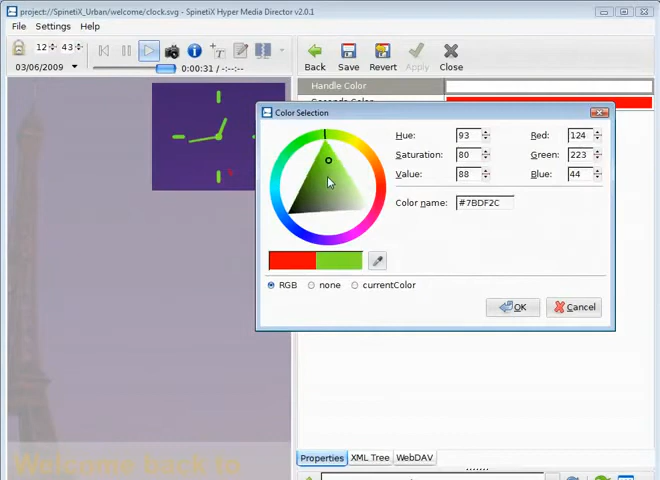 project://SpinetiX_Urban/welcome/clock.svg - SpinetiX Hyper Media Director v2.0.1
File Settings Help
12 43
03/06/2009
0:00:31 / -:--:--
Back Save Revert Apply Close
Handle Color
Seconds Color
Color Selection
Hue: 93 Red: 124
Saturation: 80 Green: 223
Value: 88 Blue: 44
Color name: #7BDF2C
RGB none currentColor
OK Cancel
Welcome back to
Properties XML Tree WebDAV